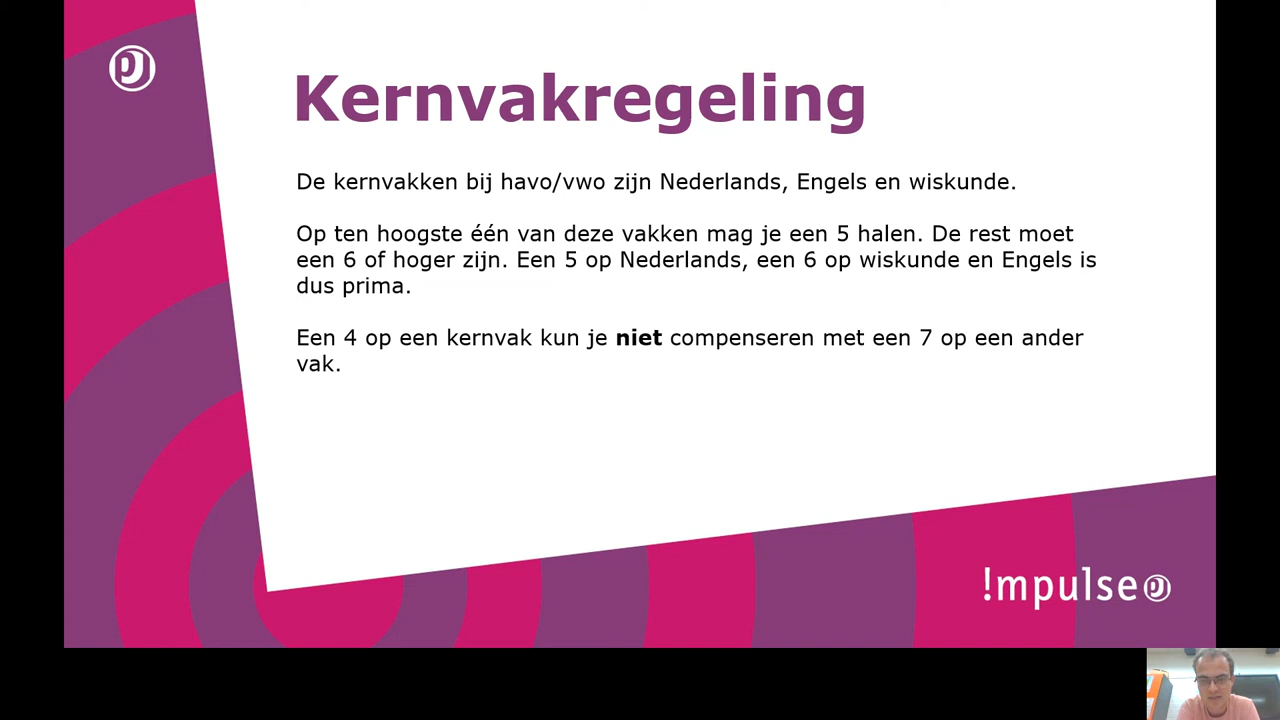 Kernvakregeling
De kernvakken bij havo/vwo zijn Nederlands, Engels en wiskunde.
Op ten hoogste één van deze vakken mag je een 5 halen. De rest moet
een 6 of hoger zijn. Een 5 op Nederlands, een 6 op wiskunde en Engels is
dus prima.
Een 4 op een kernvak kun je niet compenseren met een 7 op een ander
vak.
!mpulse